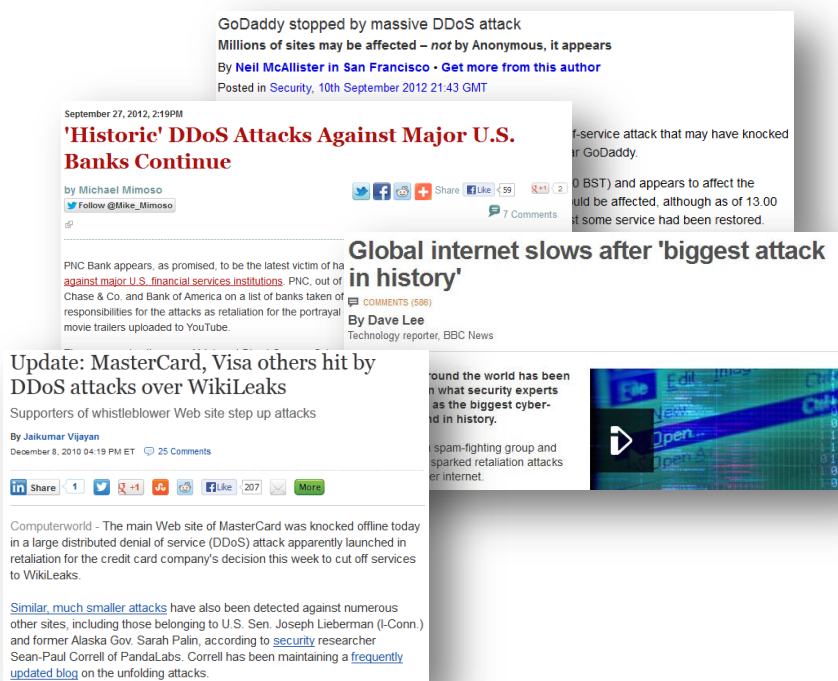 GoDaddy stopped by massive DDoS attack
Millions of sites may be affected – not by Anonymous, it appears
By Neil McAllister in San Francisco • Get more from this author
Posted in Security, 10th September 2012 21:43 GMT
f-service attack that may have knocked
GoDaddy.
BST) and appears to affect the
uld be affected, although as of 13.00
st some service had been restored.
September 27, 2012, 2:19PM
'Historic' DDoS Attacks Against Major U.S.
Banks Continue
by Michael Mimoso
Share Like 59 +1 2
Follow @Mike_Mimoso
7 Comments
PNC Bank appears, as promised, to be the latest victim of ha
against major U.S. financial services institutions. PNC, out of
Chase & Co. and Bank of America on a list of banks taken of
responsibilities for the attacks as retaliation for the portrayal
movie trailers uploaded to YouTube.
Global internet slows after 'biggest attack
in history'
COMMENTS (586)
By Dave Lee
Technology reporter, BBC News
round the world has been
n what security experts
as the biggest cyber-
nd in history.
spam-fighting group and
sparked retaliation attacks
er internet.
File Edit Image
New
Open...
Open A
Update: MasterCard, Visa others hit by
DDoS attacks over WikiLeaks
Supporters of whistleblower Web site step up attacks
By Jaikumar Vijayan
December 8, 2010 04:19 PM ET 25 Comments
in Share 1 +1 Like 207 More
Computerworld - The main Web site of MasterCard was knocked offline today
in a large distributed denial of service (DDoS) attack apparently launched in
retaliation for the credit card company's decision this week to cut off services
to WikiLeaks.
Similar, much smaller attacks have also been detected against numerous
other sites, including those belonging to U.S. Sen. Joseph Lieberman (I-Conn.)
and former Alaska Gov. Sarah Palin, according to security researcher
Sean-Paul Correll of PandaLabs. Correll has been maintaining a frequently
updated blog on the unfolding attacks.